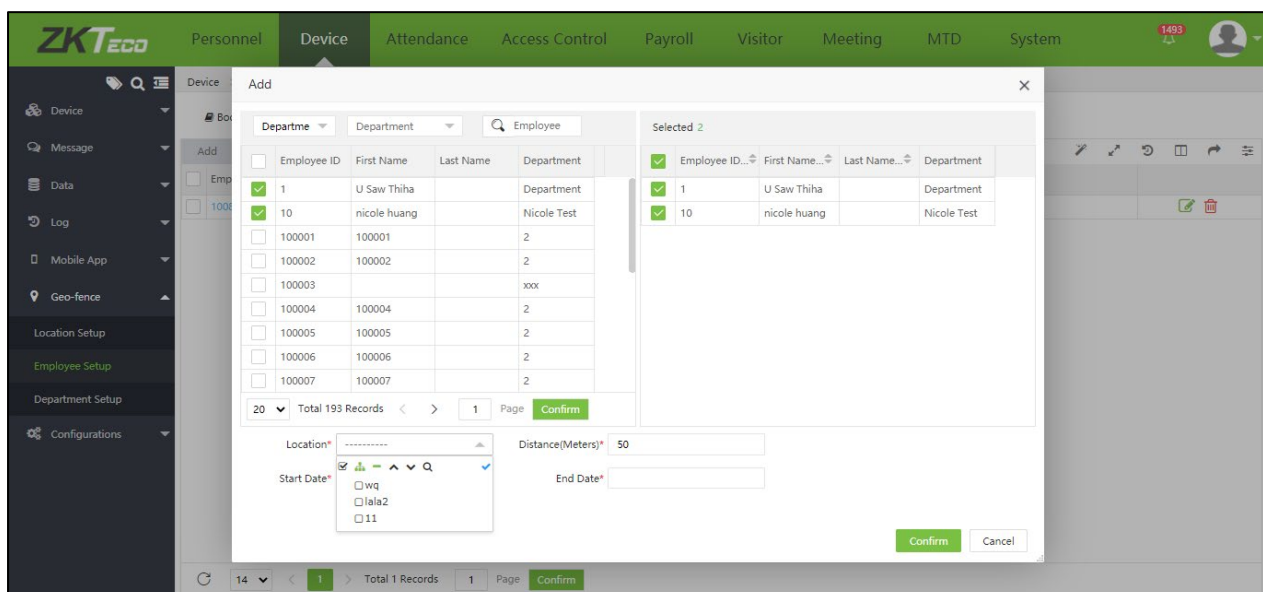 ZKTeco Personnel Device Attendance Access Control Payroll Visitor Meeting MTD System 1493
Device
Message
Data
Log
Mobile App
Geo-fence
Location Setup
Employee Setup
Department Setup
Configurations
Device
Boo
Add
Emp
1008
Add
Departme Department Employee
Employee ID First Name Last Name Department
1 U Saw Thiha Department
10 nicole huang Nicole Test
100001 100001 2
100002 100002 2
100003 xxx
100004 100004 2
100005 100005 2
100006 100006 2
100007 100007 2
20 Total 193 Records < > 1 Page Confirm
Selected 2
Employee ID... First Name... Last Name... Department
1 U Saw Thiha Department
10 nicole huang Nicole Test
Location* ---------- Distance(Meters)* 50
Start Date* End Date*
wq
lala2
11
Confirm Cancel
14 < 1 > Total 1 Records 1 Page Confirm